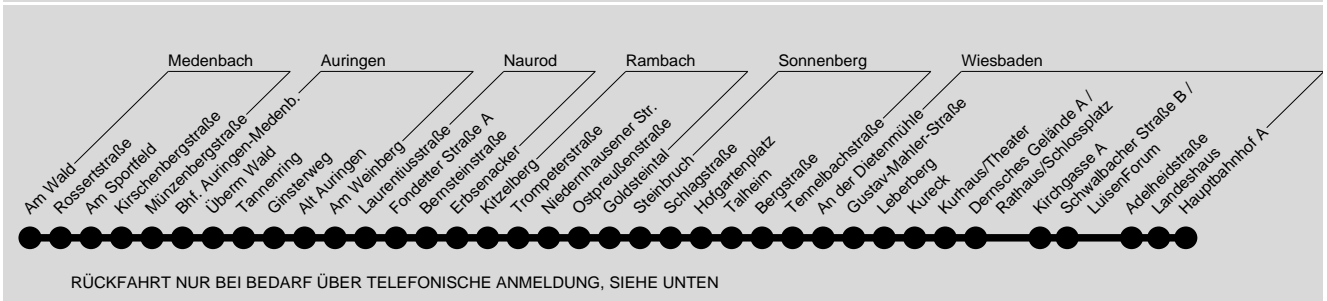 Medenbach
Auringen
Naurod
Rambach
Sonnenberg
Wiesbaden
Am Wald
Rossertstraße
Am Sportfeld
Kirschenbergstraße
Münzenbergstraße
Bhf. Auringen-Medenb.
Überm Wald
Tannenring
Ginsterweg
Alt Auringen
Am Weinberg
Laurentiusstraße
Fondetter Straße A
Bernsteinstraße
Erbsenacker
Kitzelberg
Trompeterstraße
Niedernhausener Str.
Ostpreußenstraße
Goldsteintal
Steinbruch
Schlagstraße
Hofgartenplatz
Talheim
Bergstraße
Tennelbachstraße
An der Dietenmühle
Gustav-Mahler-Straße
Leberberg
Kureck
Kurhaus/Theater
Dernsches Gelände A /
Rathaus/Schlossplatz
Kirchgasse A
Schwalbacher Straße B /
LuisenForum
Adelheidstraße
Landeshaus
Hauptbahnhof A
RÜCKFAHRT NUR BEI BEDARF ÜBER TELEFONISCHE ANMELDUNG, SIEHE UNTEN